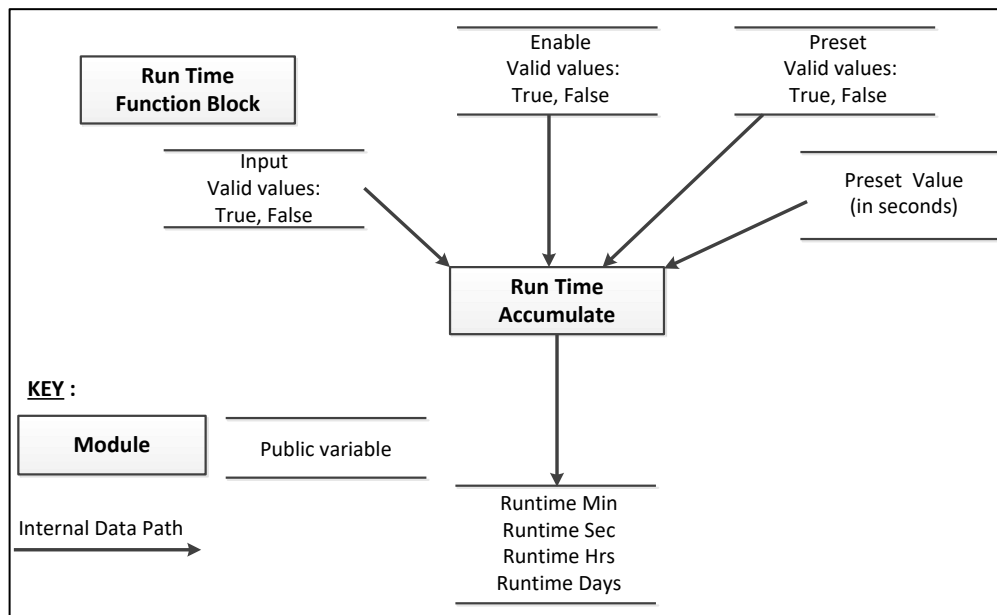 Run Time
Function Block
Enable
Valid values:
True, False
Preset
Valid values:
True, False
Input
Valid values:
True, False
Preset Value
(in seconds)
Run Time
Accumulate
KEY :
Module
Public variable
Internal Data Path
Runtime Min
Runtime Sec
Runtime Hrs
Runtime Days